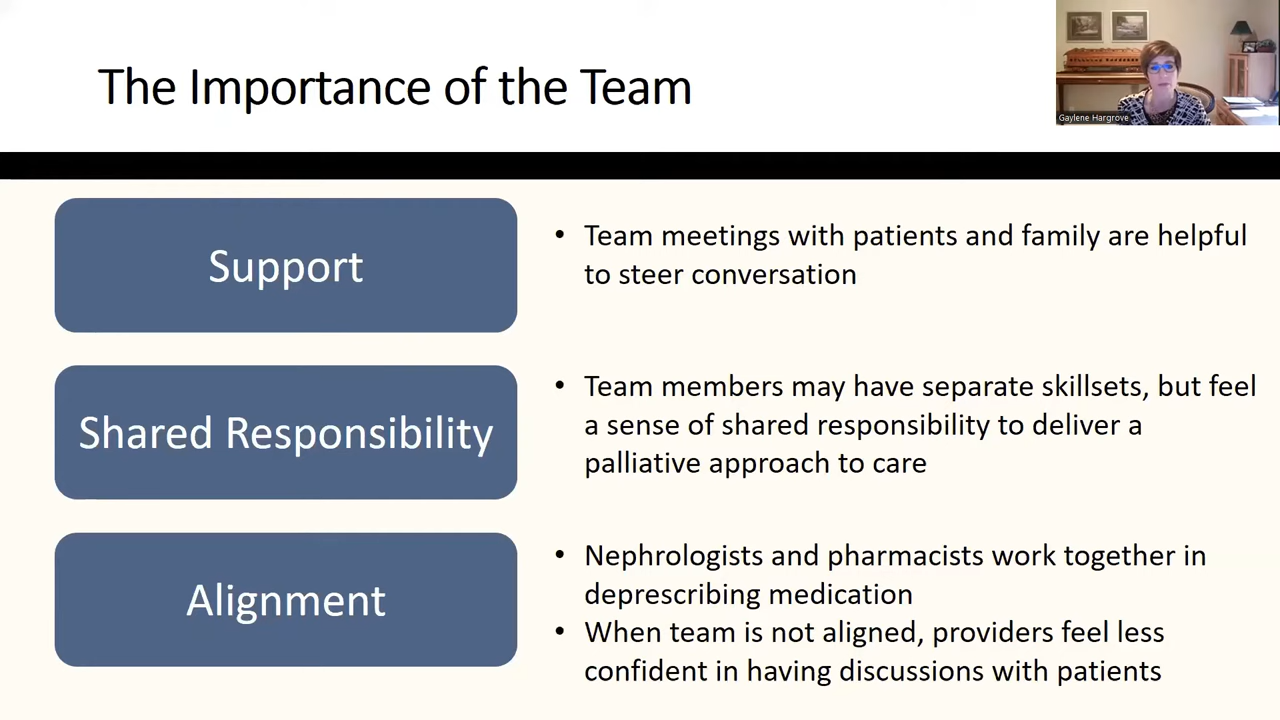 The Importance of the Team
Gaylene Hargrove
Support
Team meetings with patients and family are helpful
to steer conversation
Shared Responsibility
Team members may have separate skillsets, but feel
a sense of shared responsibility to deliver a
palliative approach to care
Alignment
Nephrologists and pharmacists work together in
deprescribing medication
When team is not aligned, providers feel less
confident in having discussions with patients